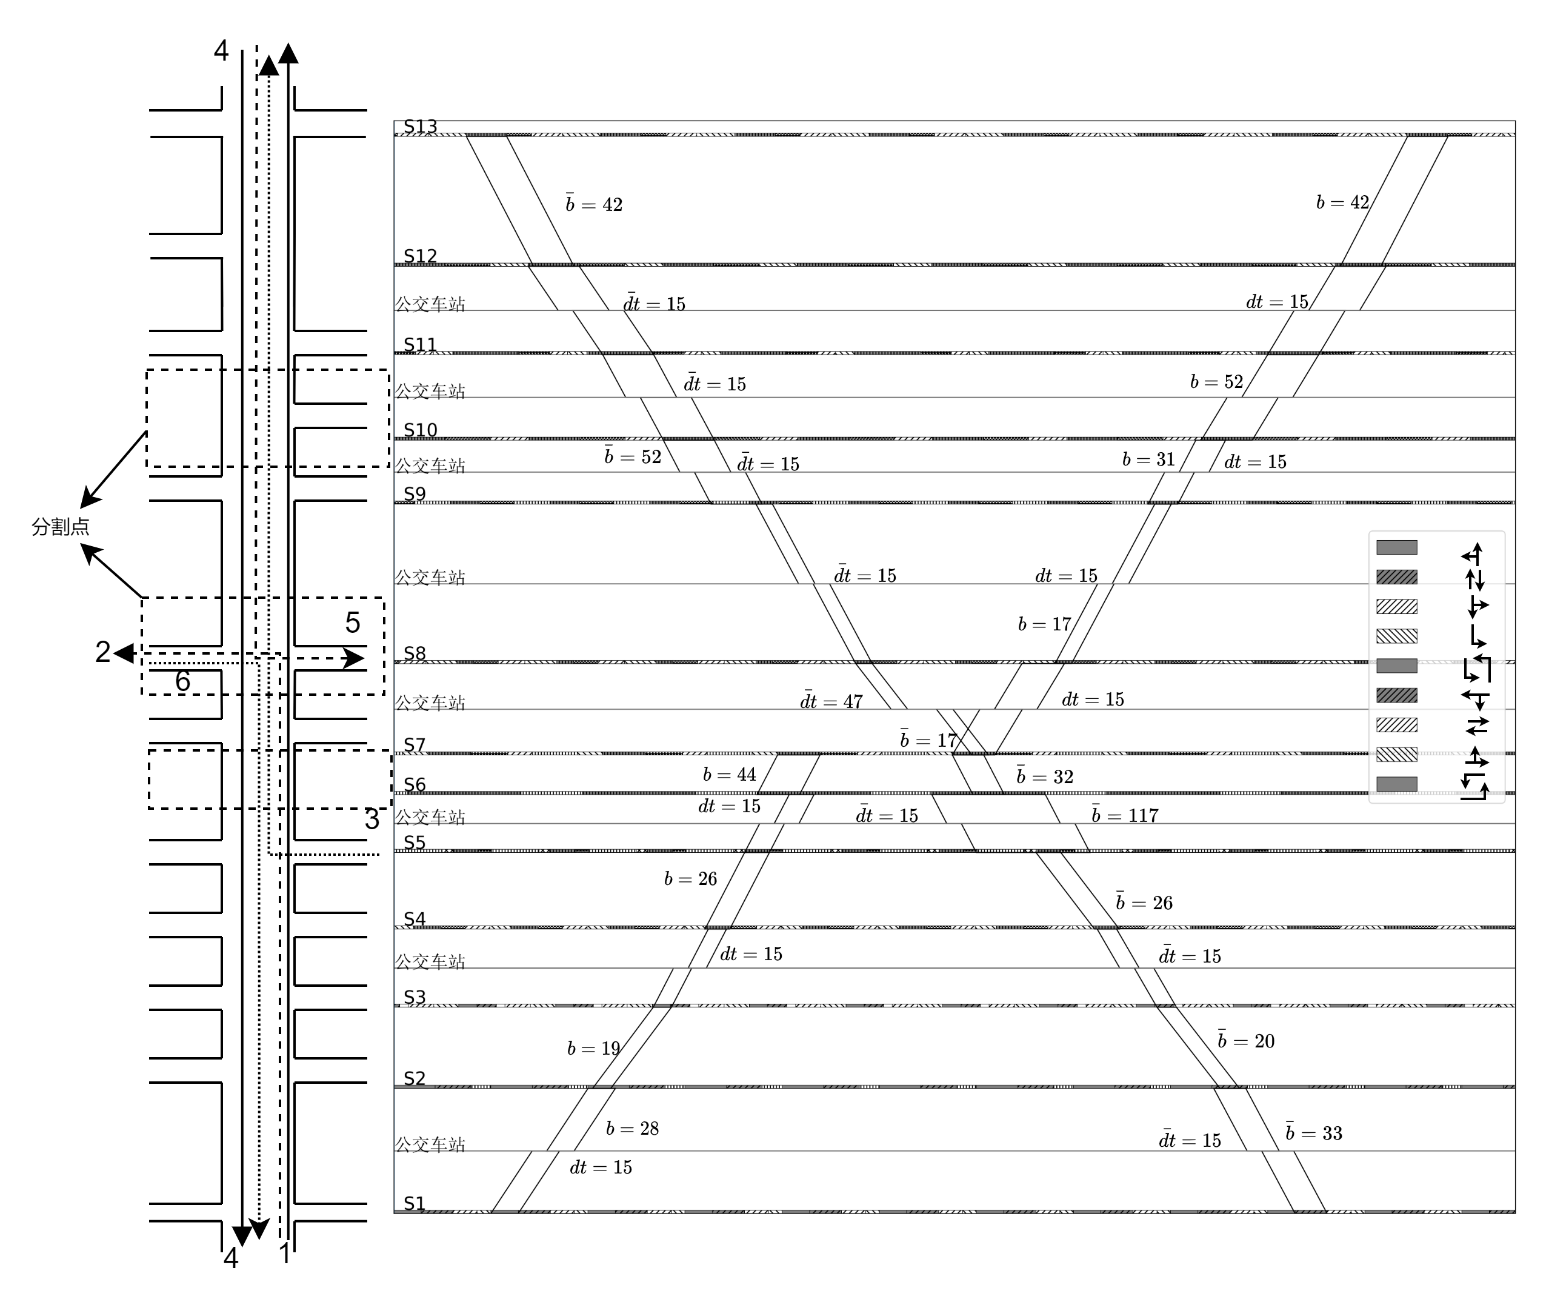 4
S13
b̄ = 42
b = 42
S12
公交车站
d̄t = 15
dt = 15
S11
公交车站
d̄t = 15
b = 52
S10
公交车站
b̄ = 52
d̄t = 15
b = 31
dt = 15
S9
分割点
公交车站
d̄t = 15
dt = 15
5
b = 17
2
S8
6
公交车站
d̄t = 47
dt = 15
b̄ = 17
S7
b = 44
b̄ = 32
S6
dt = 15
公交车站
d̄t = 15
b̄ = 117
3
S5
b = 26
b̄ = 26
S4
公交车站
dt = 15
d̄t = 15
S3
b = 19
b̄ = 20
S2
b = 28
公交车站
d̄t = 15
b̄ = 33
dt = 15
S1
4
1